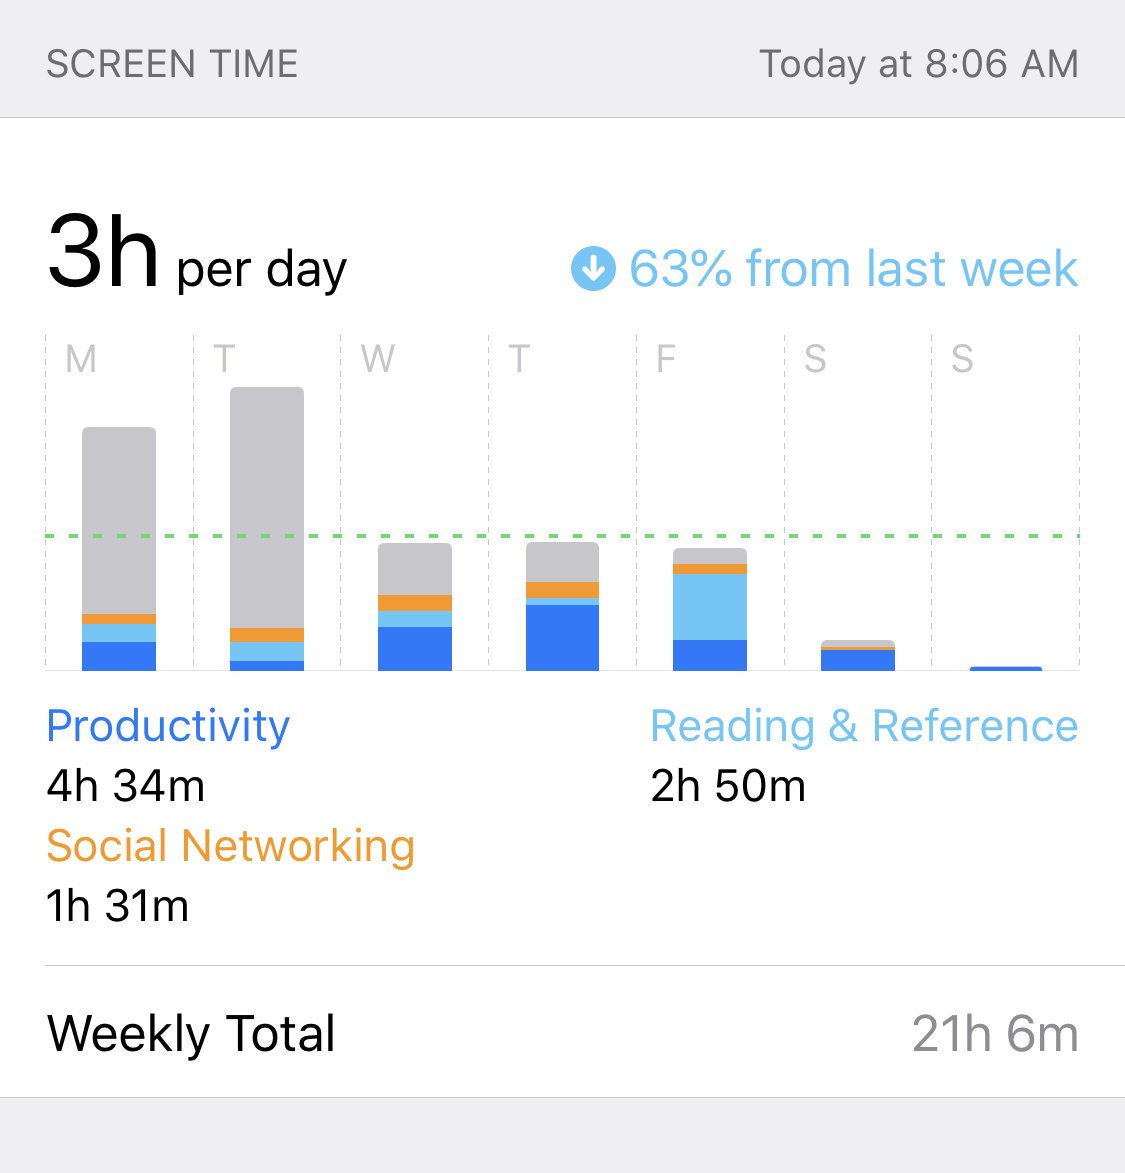 SCREEN TIME Today at 8:06 AM
3h per day 63% from last week
M T W T F S S
Productivity Reading & Reference
4h 34m 2h 50m
Social Networking
1h 31m
Weekly Total 21h 6m